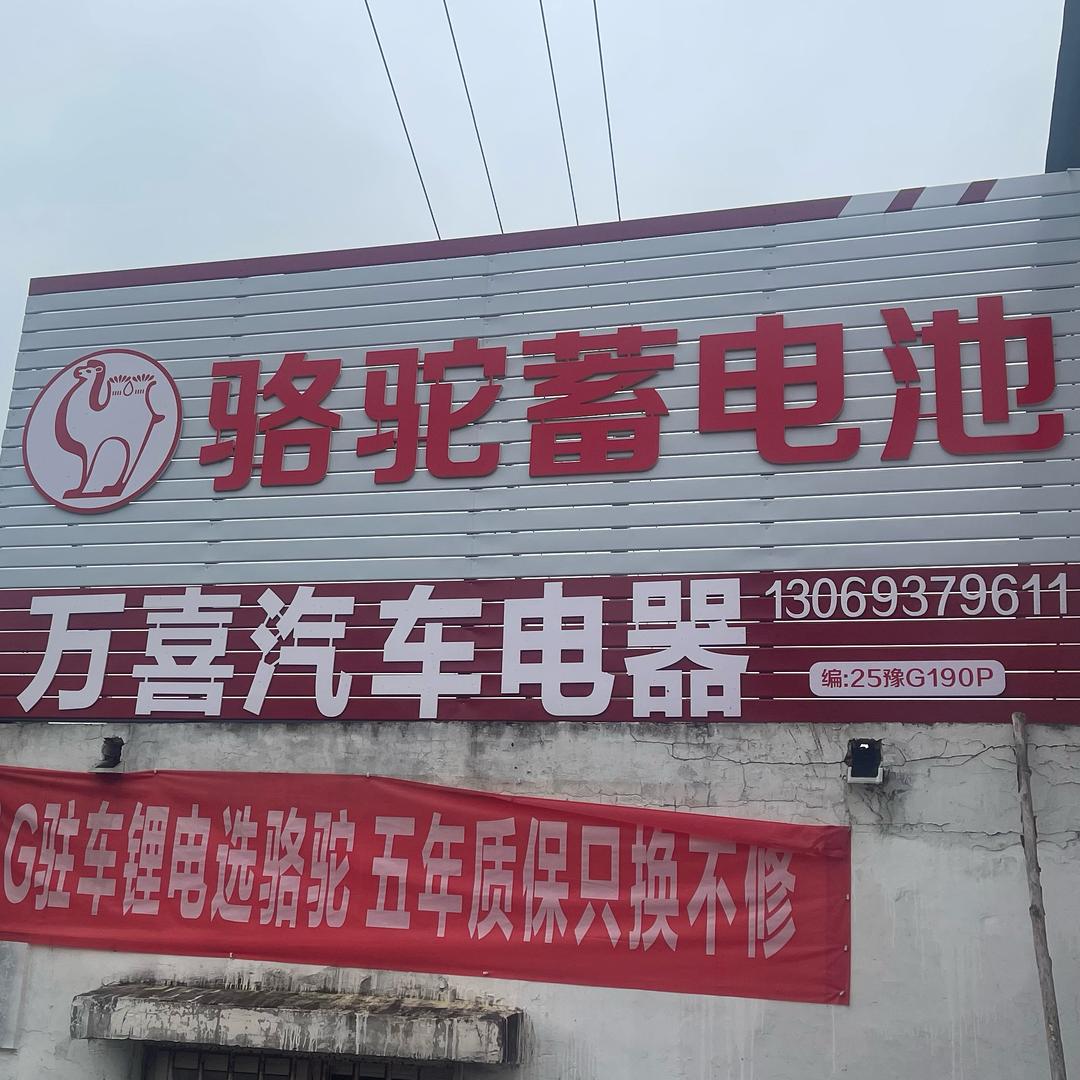 骆驼蓄电池
万喜汽车电器
13069379611
编:25豫G190P
G驻车锂电选骆驼 五年质保只换不修